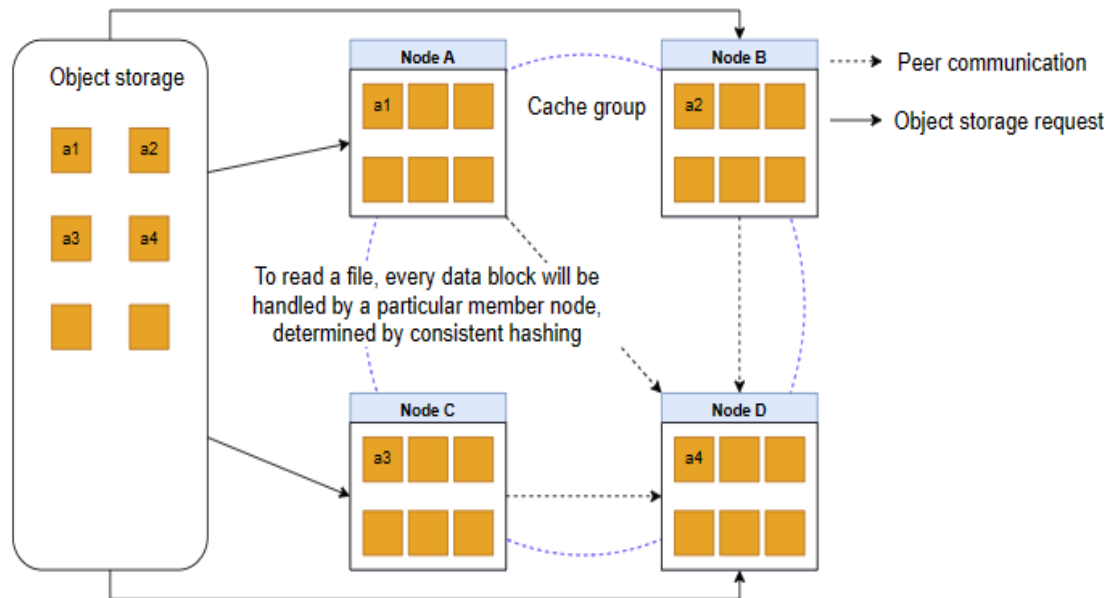 Object storage
a1
a2
a3
a4
Node A
a1
Cache group
Node B
a2
Peer communication
Object storage request
To read a file, every data block will be
handled by a particular member node,
determined by consistent hashing
Node C
a3
Node D
a4